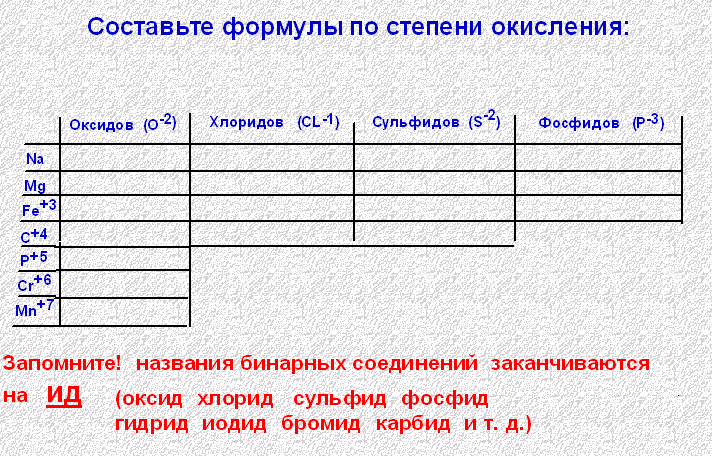 Составьте формулы по степени окисления:
Оксидов (O-2) Хлоридов (CL-1) Сульфидов (S-2) Фосфидов (P-3)
Na
Mg
Fe+3
C+4
P+5
Cr+6
Mn+7
Запомните! названия бинарных соединений заканчиваются
на ИД (оксид хлорид сульфид фосфид
гидрид иодид бромид карбид и т. д.)